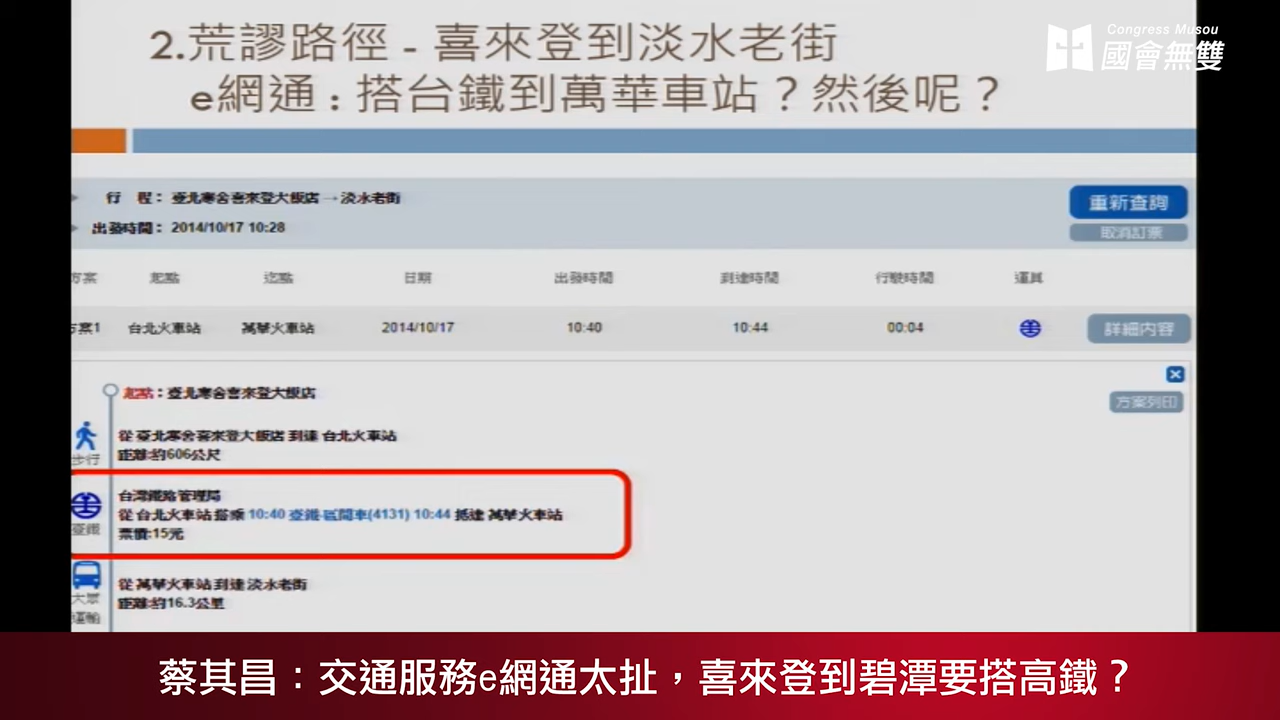 2.荒謬路徑 - 喜來登到淡水老街
e網通 : 搭台鐵到萬華車站？然後呢？
Congress Musou
國會無雙
行 程： 臺北寒舍喜來登大飯店 → 淡水老街
出發時間： 2014/10/17 10:28
重新查詢
取消訂票
方案 起點 迄點 日期 出發時間 到達時間 行駛時間 運具
方案1 台北火車站 萬華火車站 2014/10/17 10:40 10:44 00:04 詳細內容
起點：臺北寒舍喜來登大飯店
方案列印
步行
從 臺北寒舍喜來登大飯店 到達 台北火車站
距離:約606公尺
臺鐵
台灣鐵路管理局
從 台北火車站 搭乘 10:40 臺鐵 區間車(4131) 10:44 抵達 萬華火車站
票價:15元
大眾
運輸
從 萬華火車站 到達 淡水老街
距離:約16.3公里
蔡其昌：交通服務e網通太扯，喜來登到碧潭要搭高鐵？